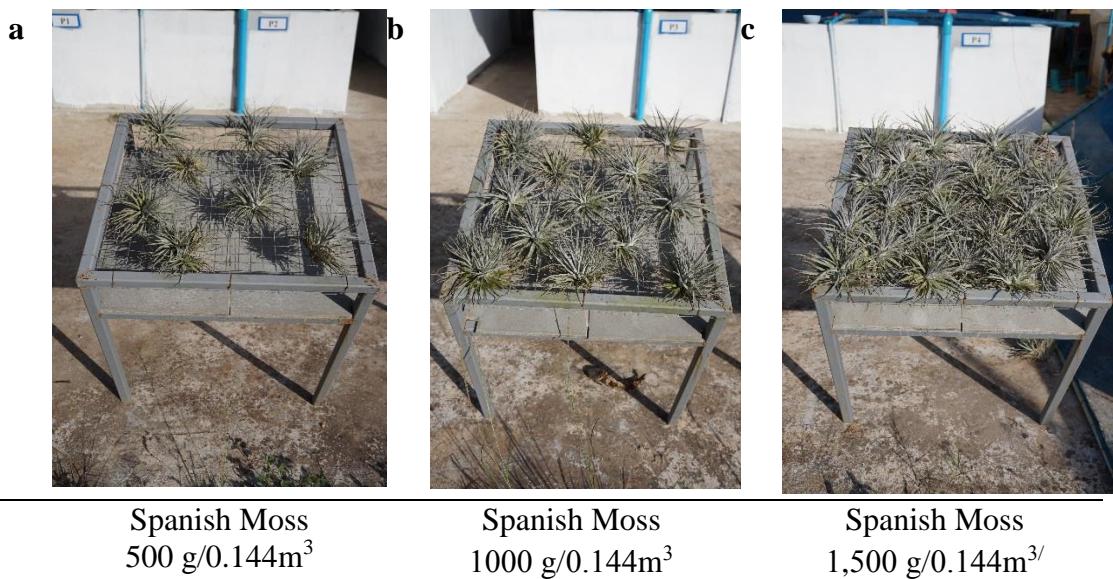 a
b
c
P1
P2
P3
P4
Spanish Moss
500 g/0.144m³
Spanish Moss
1000 g/0.144m³
Spanish Moss
1,500 g/0.144m³/